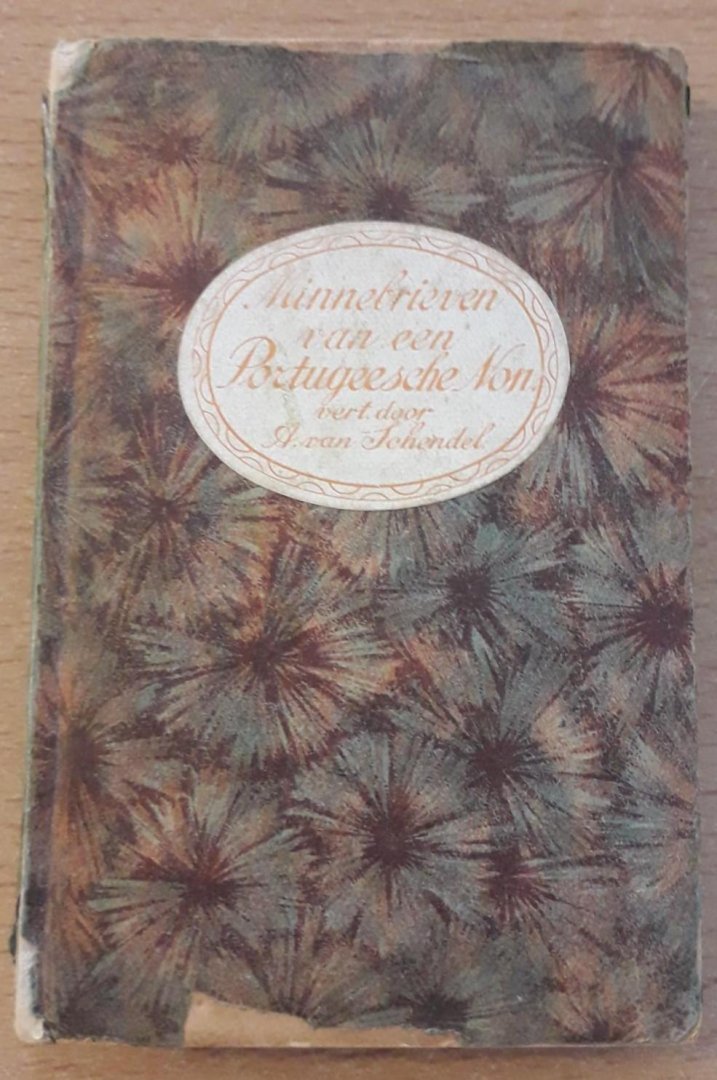 Minnebrieven
van een
Portugeesche Non.
vert. door
A. van Schendel